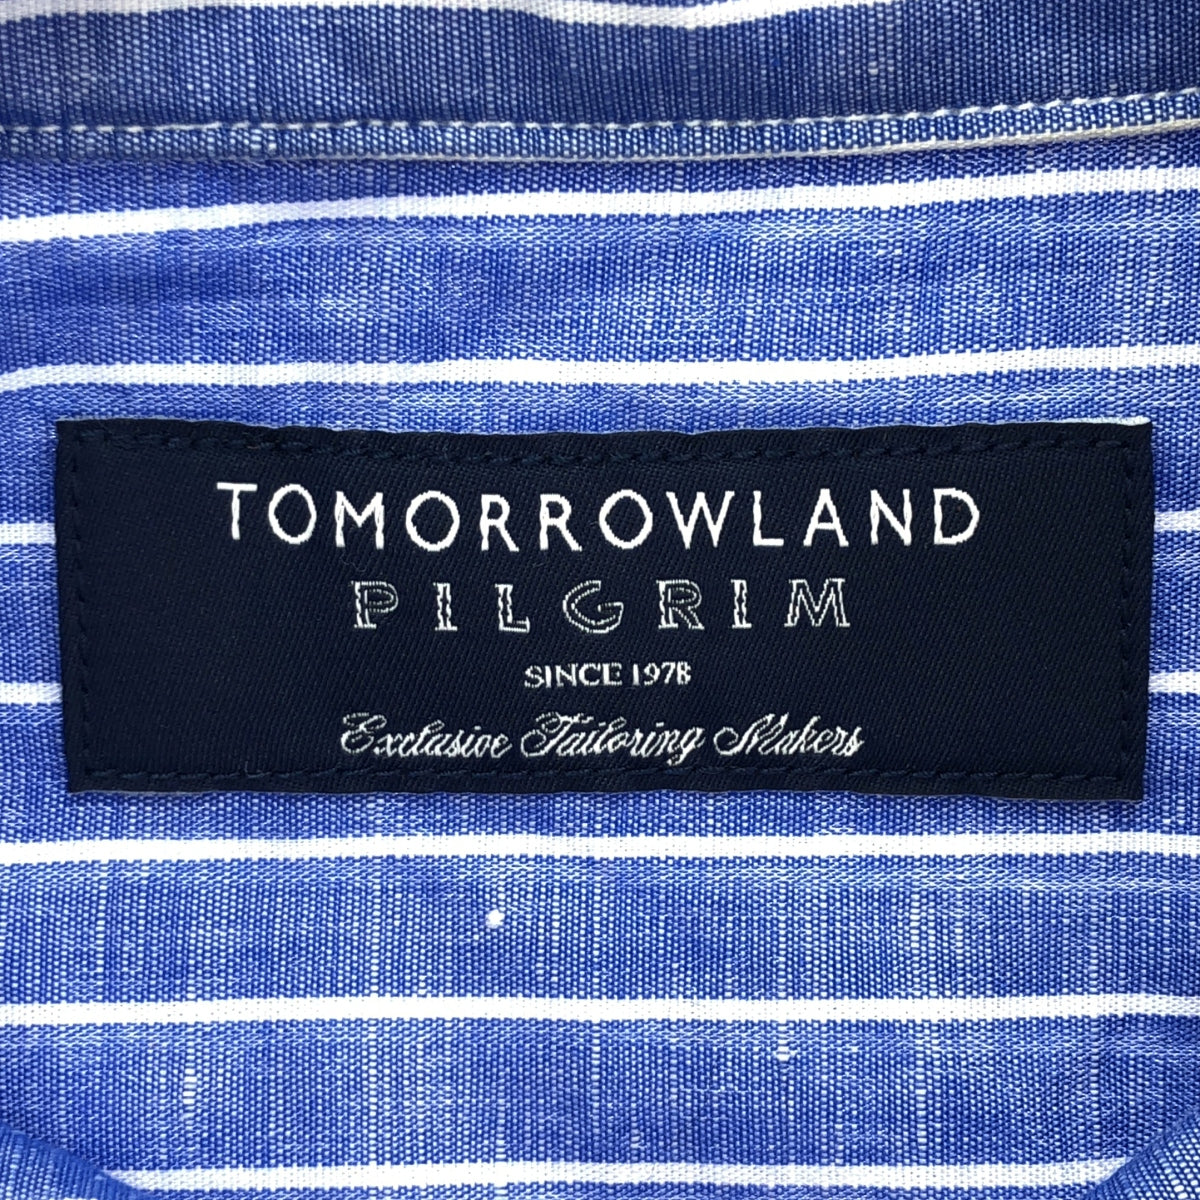 TOMORROWLAND
PILGRIM
SINCE 1978
Exclusive Tailoring Makers